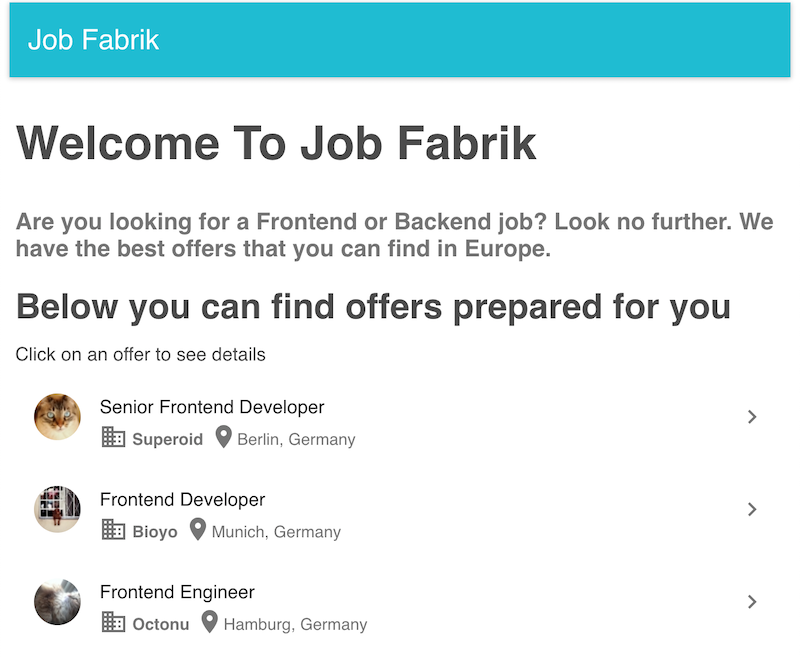 Job Fabrik
Welcome To Job Fabrik
Are you looking for a Frontend or Backend job? Look no further. We
have the best offers that you can find in Europe.
Below you can find offers prepared for you
Click on an offer to see details
Senior Frontend Developer
Superoid Berlin, Germany
Frontend Developer
Bioyo Munich, Germany
Frontend Engineer
Octonu Hamburg, Germany